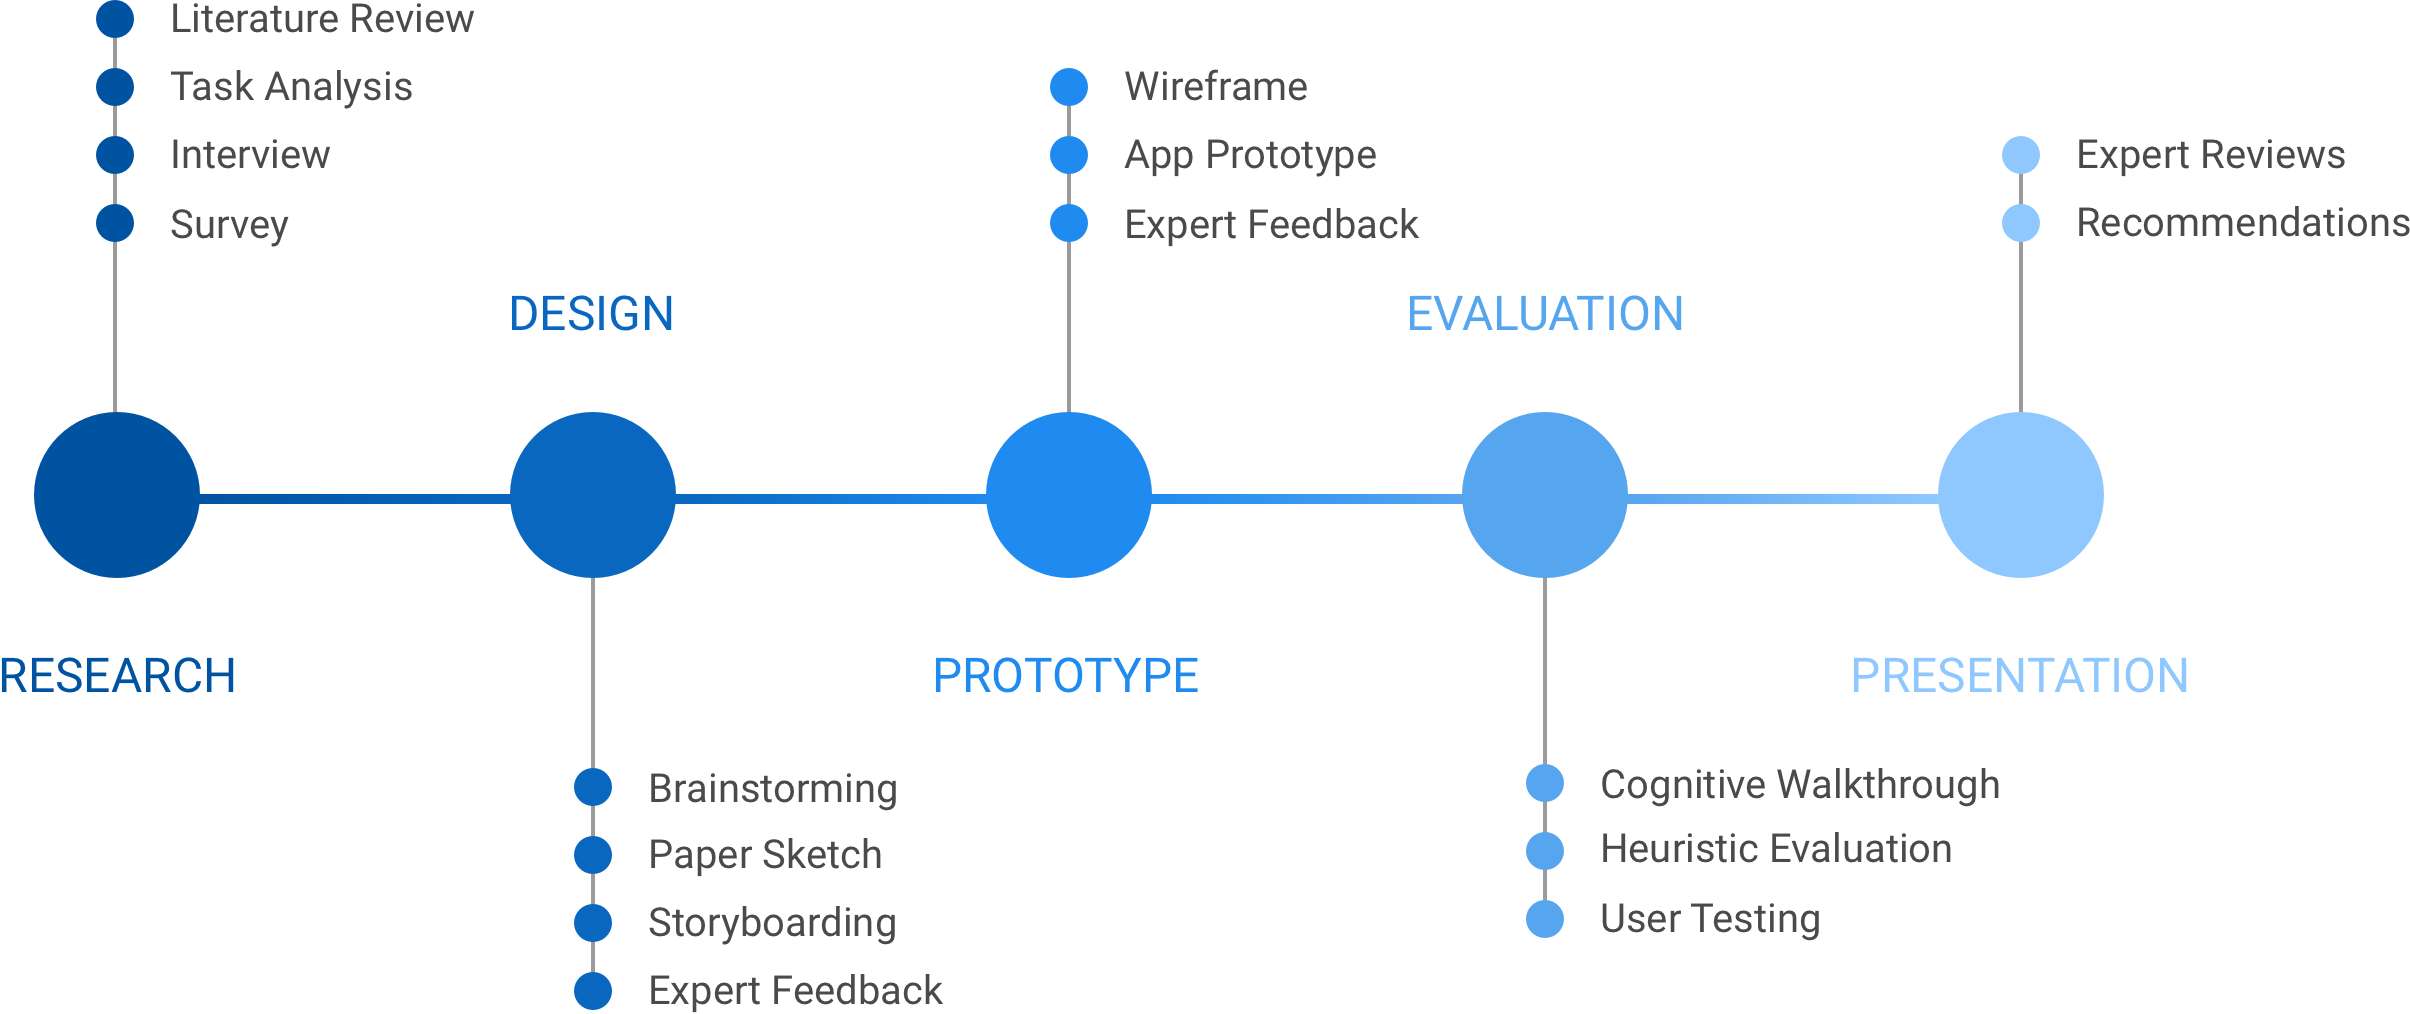 Literature Review
Task Analysis
Interview
Survey
RESEARCH
DESIGN
Brainstorming
Paper Sketch
Storyboarding
Expert Feedback
Wireframe
App Prototype
Expert Feedback
PROTOTYPE
EVALUATION
Cognitive Walkthrough
Heuristic Evaluation
User Testing
Expert Reviews
Recommendations
PRESENTATION